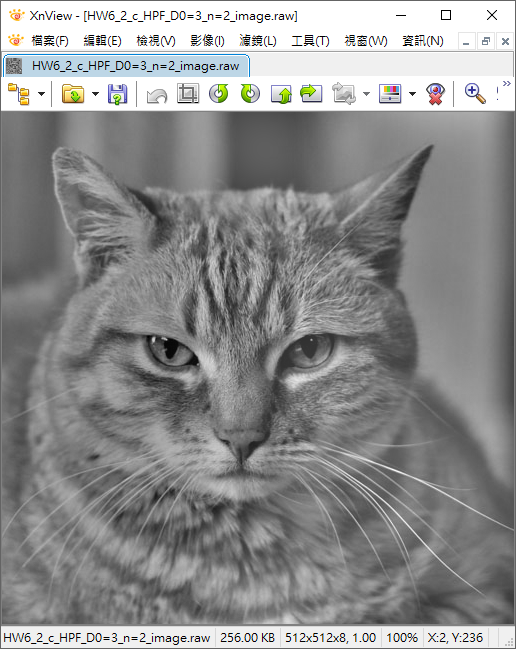 XnView - [HW6_2_c_HPF_D0=3_n=2_image.raw]
檔案(F) 編輯(E) 檢視(V) 影像(I) 濾鏡(L) 工具(T) 視窗(W) 資訊(N)
HW6_2_c_HPF_D0=3_n=2_image.raw
HW6_2_c_HPF_D0=3_n=2_image.raw 256.00 KB 512x512x8, 1.00 100% X:2, Y:236